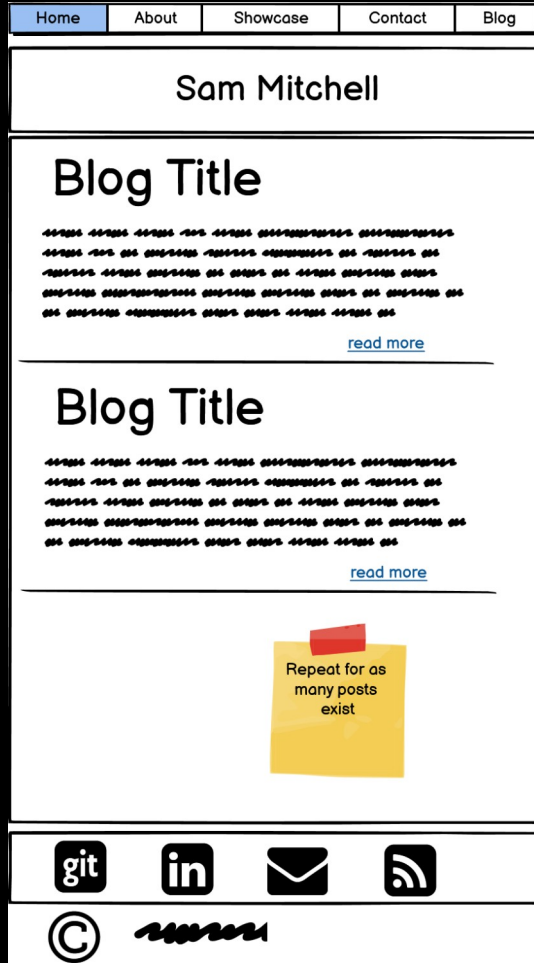 Home About Showcase Contact Blog
Sam Mitchell
Blog Title
read more
Blog Title
read more
Repeat for as
many posts
exist
git in
©